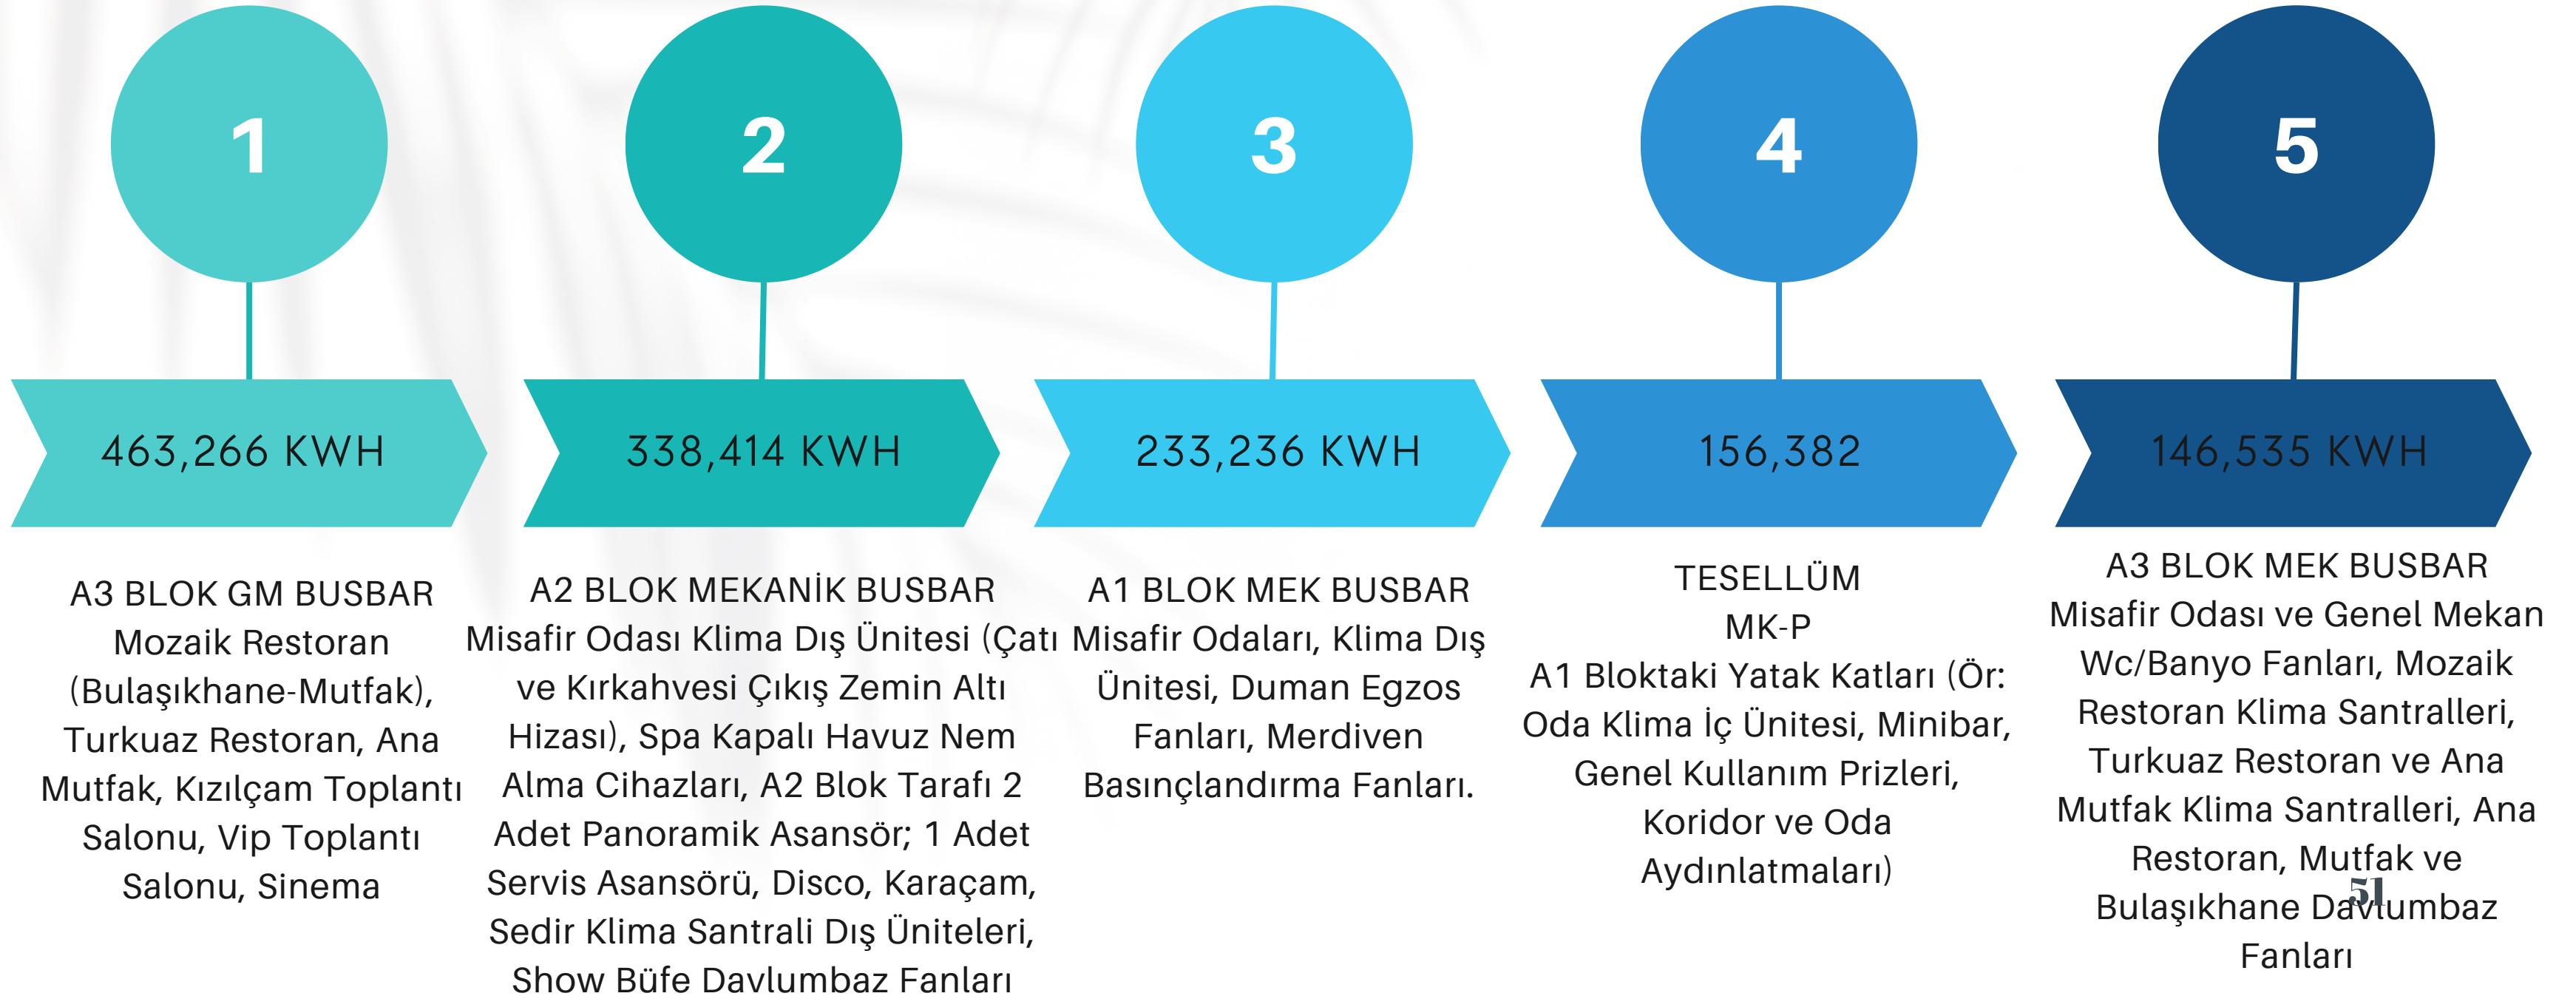 1
463,266 KWH
A3 BLOK GM BUSBAR
Mozaik Restoran
(Bulaşıkhane-Mutfak),
Turkuaz Restoran, Ana
Mutfak, Kızılçam Toplantı
Salonu, Vip Toplantı
Salonu, Sinema
2
338,414 KWH
A2 BLOK MEKANİK BUSBAR
Misafir Odası Klima Dış Ünitesi (Çatı
ve Kırkahvesi Çıkış Zemin Altı
Hizası), Spa Kapalı Havuz Nem
Alma Cihazları, A2 Blok Tarafı 2
Adet Panoramik Asansör; 1 Adet
Servis Asansörü, Disco, Karaçam,
Sedir Klima Santrali Dış Üniteleri,
Show Büfe Davlumbaz Fanları
3
233,236 KWH
A1 BLOK MEK BUSBAR
Misafir Odaları, Klima Dış
Ünitesi, Duman Egzos
Fanları, Merdiven
Basınçlandırma Fanları.
4
156,382
TESELLÜM
MK-P
A1 Bloktaki Yatak Katları (Ör:
Oda Klima İç Ünitesi, Minibar,
Genel Kullanım Prizleri,
Koridor ve Oda
Aydınlatmaları)
5
146,535 KWH
A3 BLOK MEK BUSBAR
Misafir Odası ve Genel Mekan
Wc/Banyo Fanları, Mozaik
Restoran Klima Santralleri,
Turkuaz Restoran ve Ana
Mutfak Klima Santralleri, Ana
Restoran, Mutfak ve
Bulaşıkhane Davlumbaz
Fanları
51